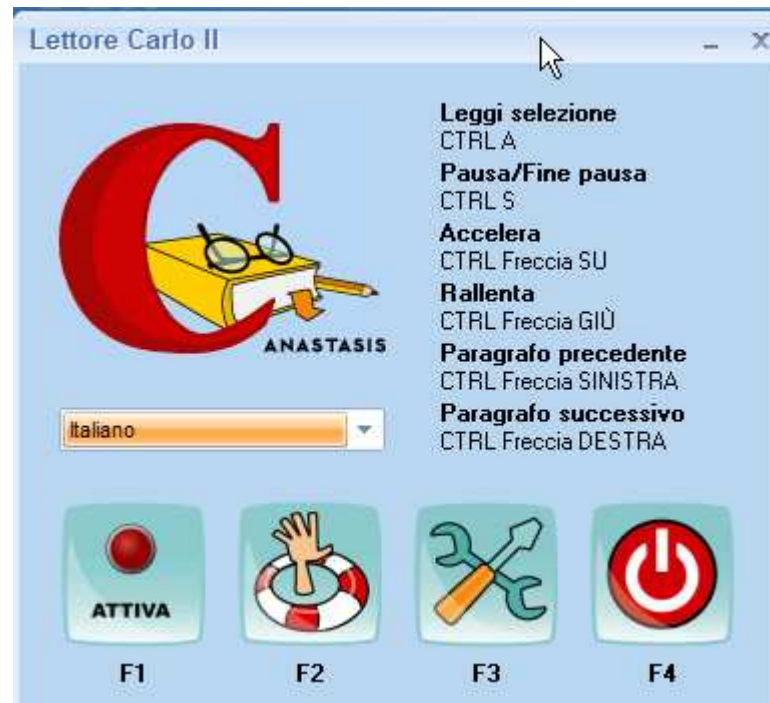 Lettore Carlo II
Leggi selezione
CTRL A
Pausa/Fine pausa
CTRL S
Accelera
CTRL Freccia SU
Rallenta
CTRL Freccia GIÙ
Paragrafo precedente
CTRL Freccia SINISTRA
Paragrafo successivo
CTRL Freccia DESTRA
C
ANASTASIS
Italiano
ATTIVA
F1
F2
F3
F4